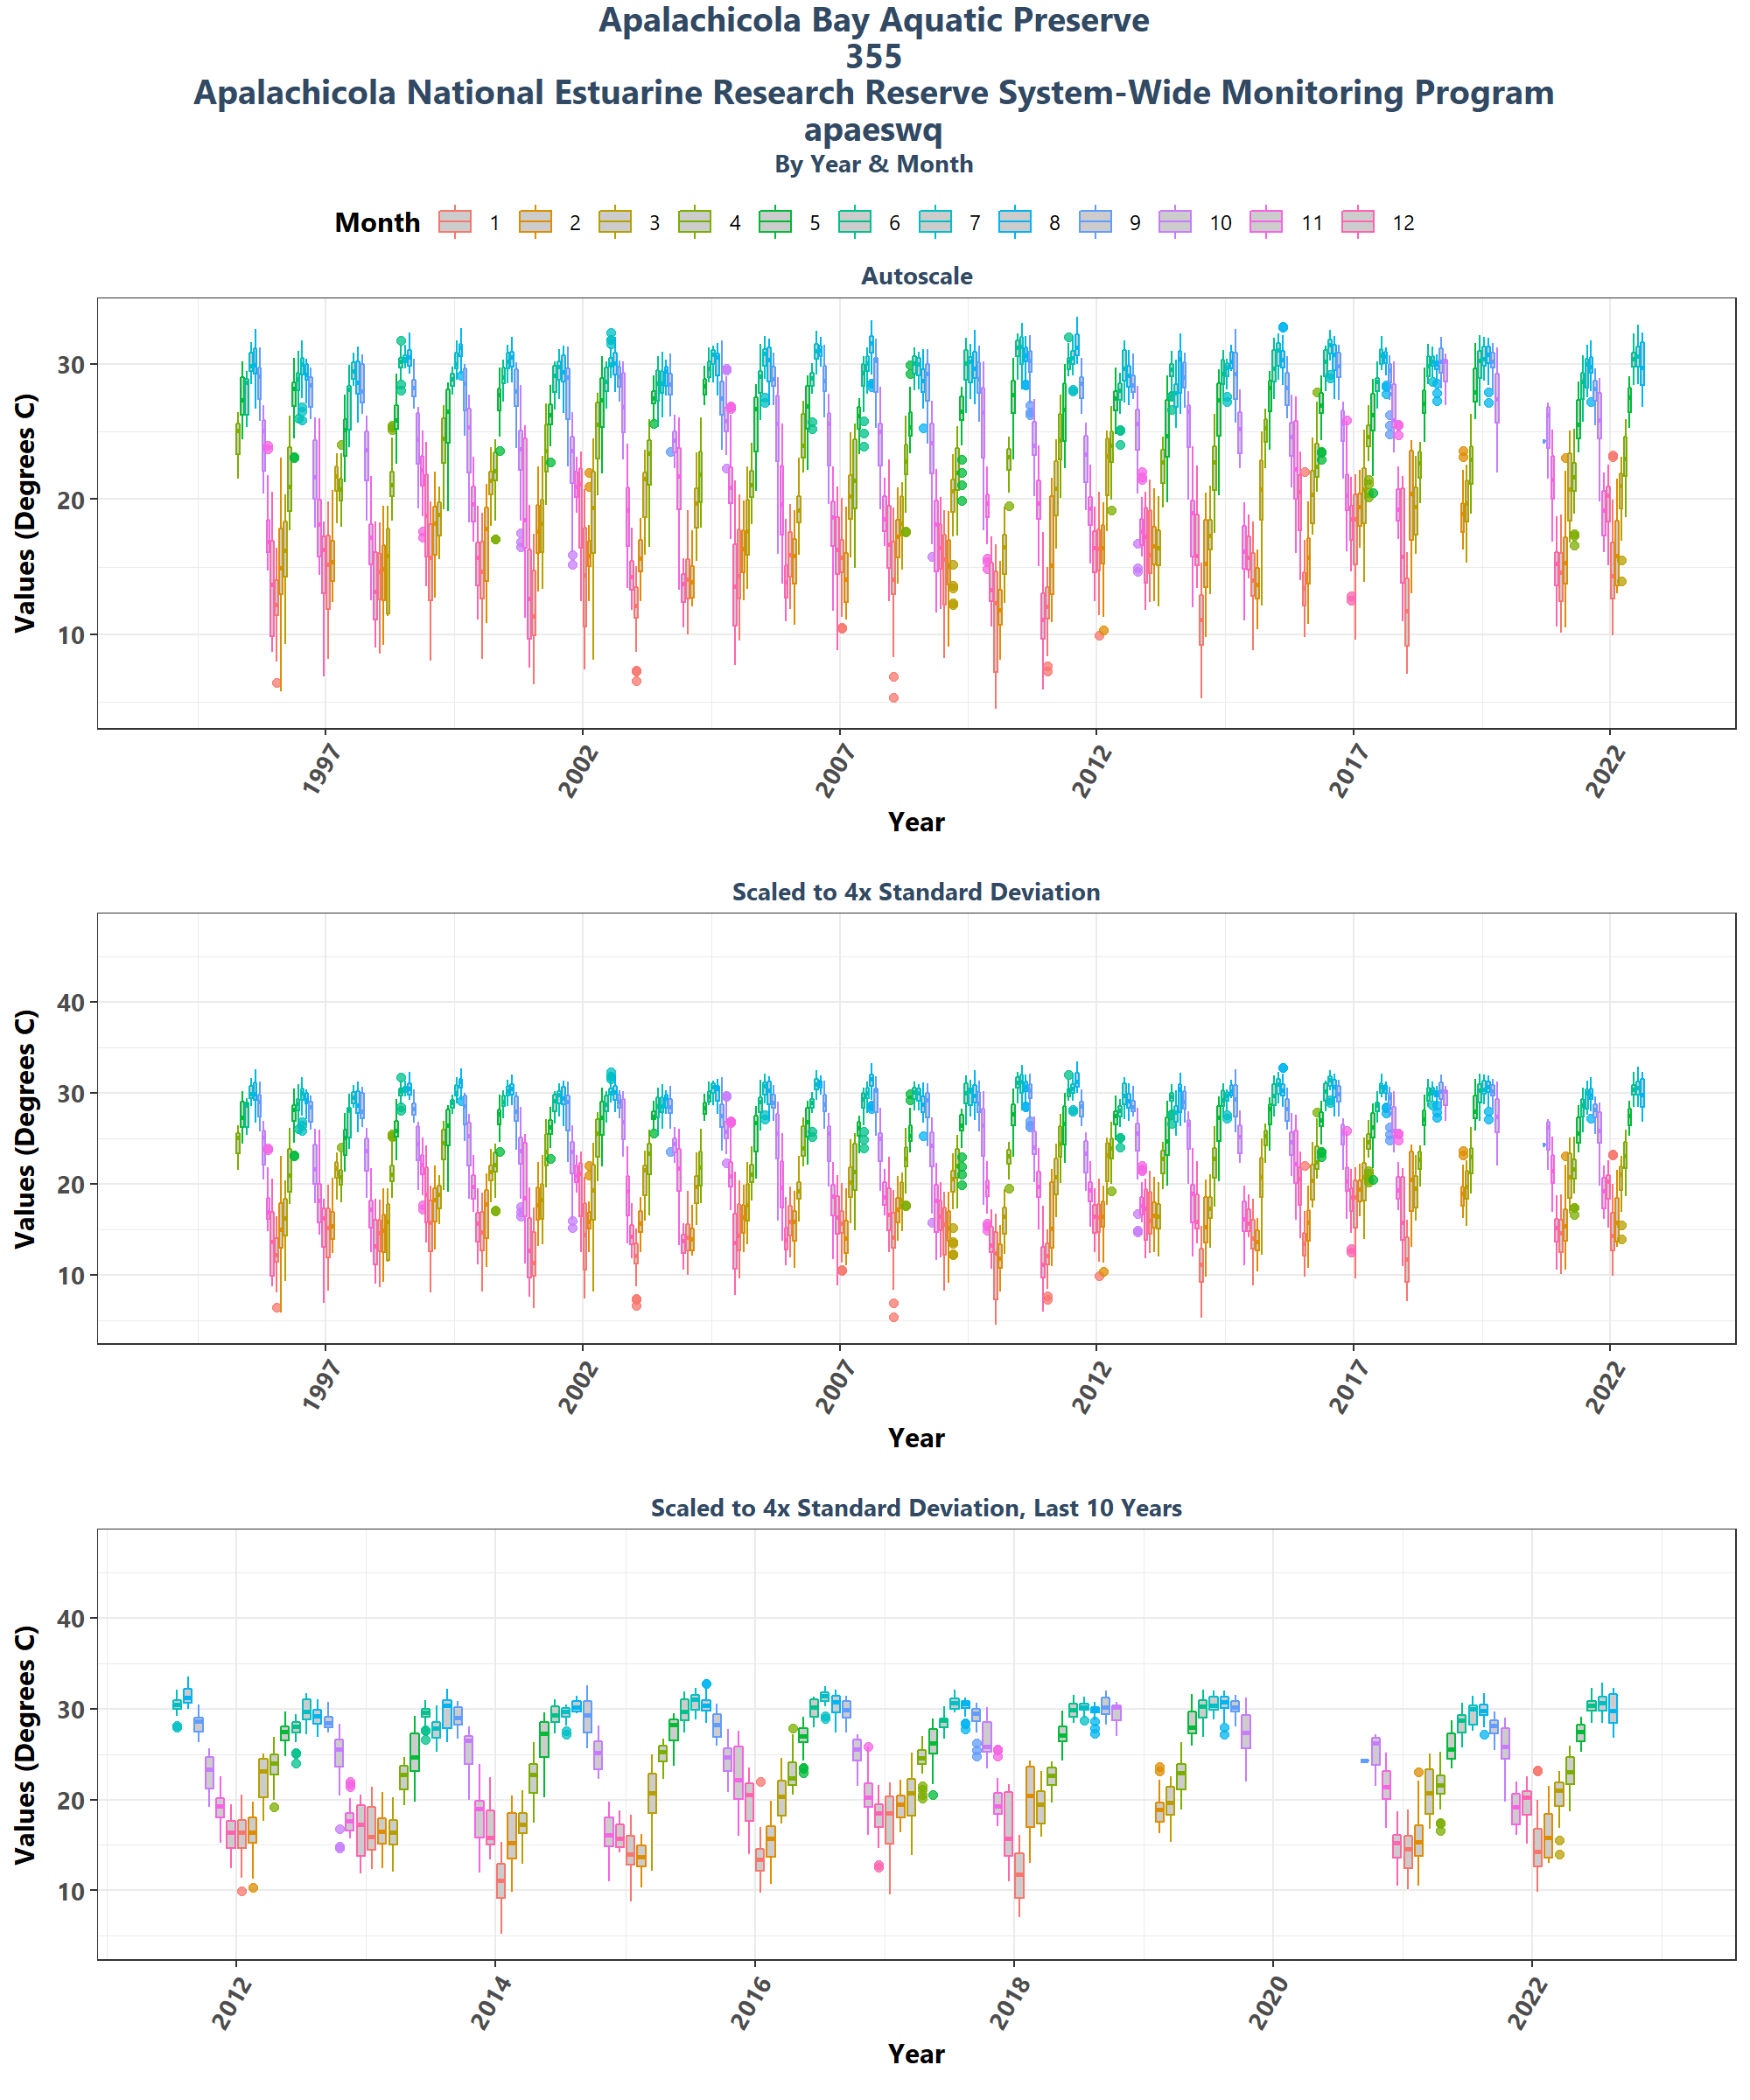 Apalachicola Bay Aquatic Preserve
355
Apalachicola National Estuarine Research Reserve System-Wide Monitoring Program
apaeswq
By Year & Month
Month 1 2 3 4 5 6 7 8 9 10 11 12
Autoscale
Values (Degrees C)
30
20
10
1997 2002 2007 2012 2017 2022
Year
Scaled to 4x Standard Deviation
Values (Degrees C)
40
30
20
10
1997 2002 2007 2012 2017 2022
Year
Scaled to 4x Standard Deviation, Last 10 Years
Values (Degrees C)
40
30
20
10
2012 2014 2016 2018 2020 2022
Year